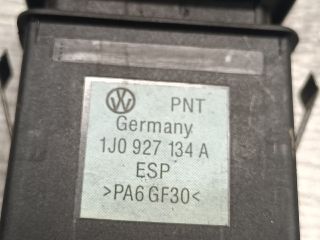 PNT
Germany
1J0 927 134 A
ESP
>PA6 GF30<